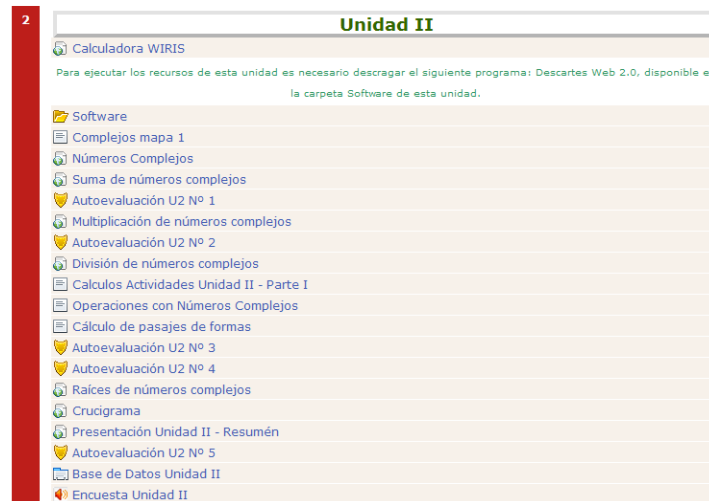 2
Unidad II
Calculadora WIRIS
Para ejecutar los recursos de esta unidad es necesario descragar el siguiente programa: Descartes Web 2.0, disponible e
la carpeta Software de esta unidad.
Software
Complejos mapa 1
Números Complejos
Suma de números complejos
Autoevaluación U2 Nº 1
Multiplicación de números complejos
Autoevaluación U2 Nº 2
División de números complejos
Calculos Actividades Unidad II - Parte I
Operaciones con Números Complejos
Cálculo de pasajes de formas
Autoevaluación U2 Nº 3
Autoevaluación U2 Nº 4
Raíces de números complejos
Crucigrama
Presentación Unidad II - Resumén
Autoevaluación U2 Nº 5
Base de Datos Unidad II
Encuesta Unidad II